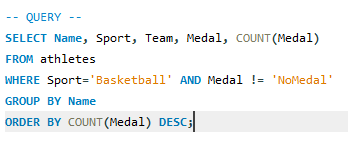 -- QUERY --
SELECT Name, Sport, Team, Medal, COUNT(Medal)
FROM athletes
WHERE Sport='Basketball' AND Medal != 'NoMedal'
GROUP BY Name
ORDER BY COUNT(Medal) DESC;